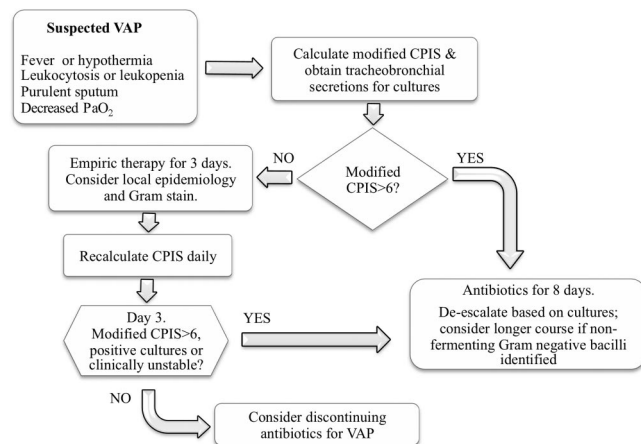 Suspected VAP
Fever or hypothermia
Leukocytosis or leukopenia
Purulent sputum
Decreased PaO₂
Calculate modified CPIS &
obtain tracheobronchial
secretions for cultures
Modified
CPIS>6?
NO
YES
Empiric therapy for 3 days.
Consider local epidemiology
and Gram stain.
Recalculate CPIS daily
Day 3.
Modified CPIS>6,
positive cultures or
clinically unstable?
YES
NO
Antibiotics for 8 days.
De-escalate based on cultures;
consider longer course if non-
fermenting Gram negative bacilli
identified
Consider discontinuing
antibiotics for VAP